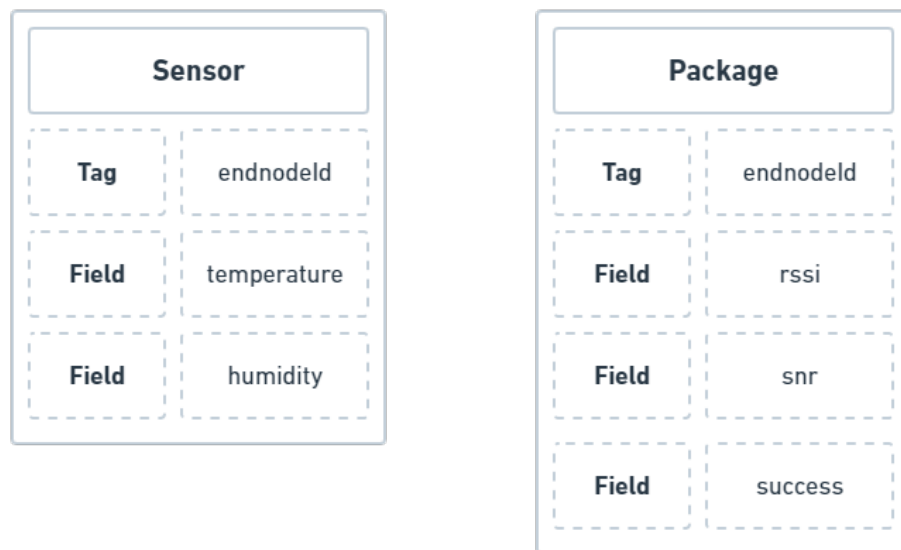 Sensor
Tag endnodeId
Field temperature
Field humidity
Package
Tag endnodeId
Field rssi
Field snr
Field success